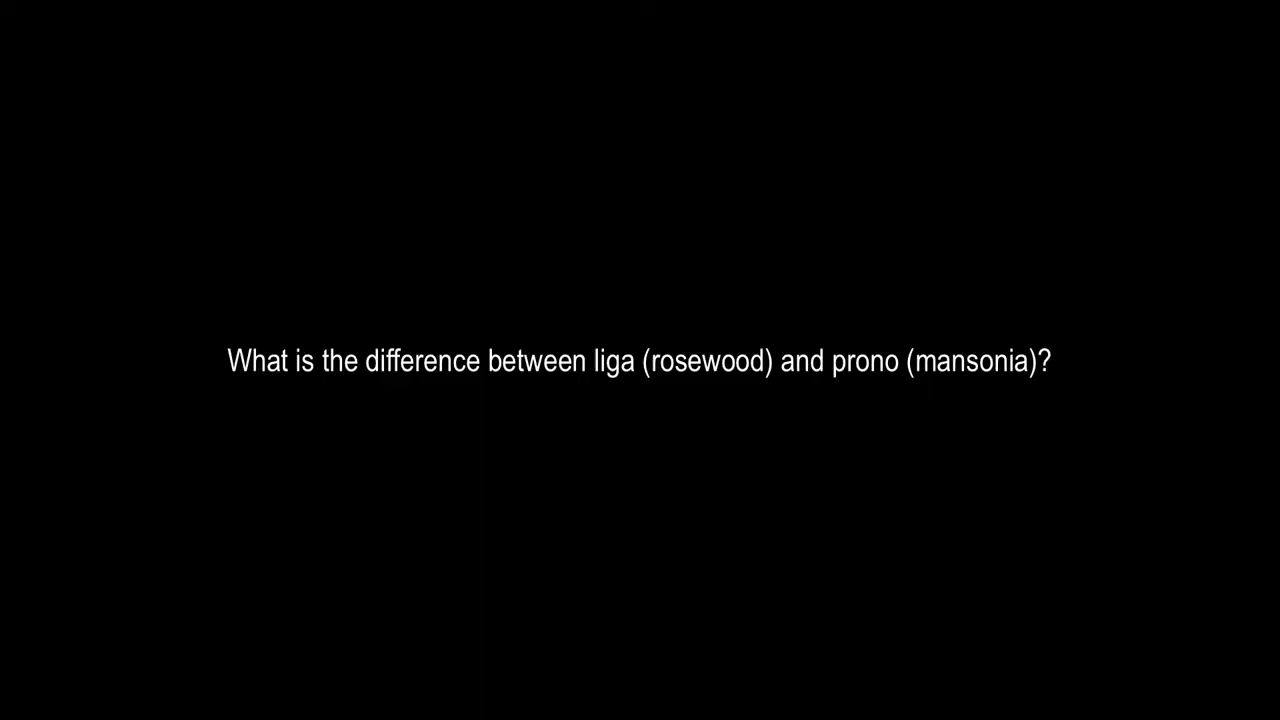 What is the difference between liga (rosewood) and prono (mansonia)?